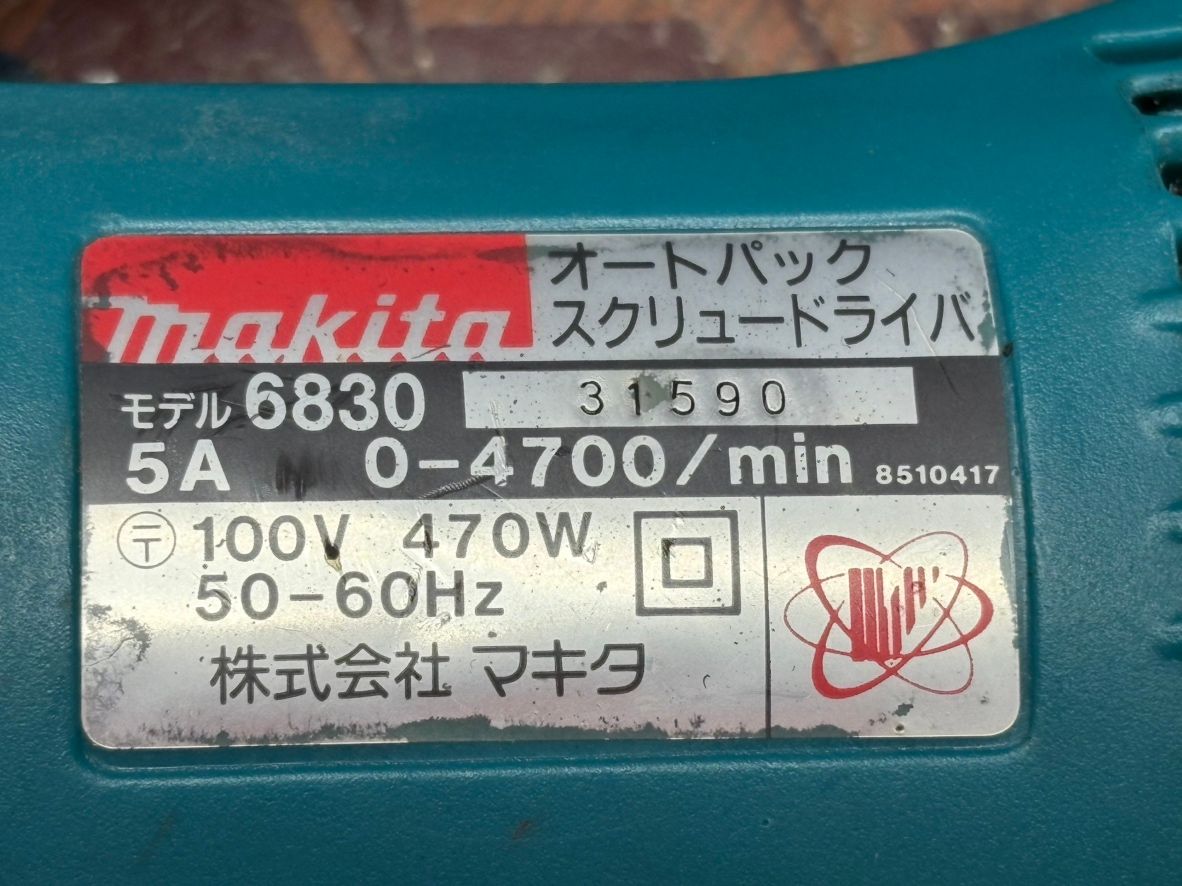 makita
オートパック
スクリュードライバ
モデル 6830 31590
5A 0-4700/min 8510417
〶 100V 470W
50-60Hz
株式会社 マキタ